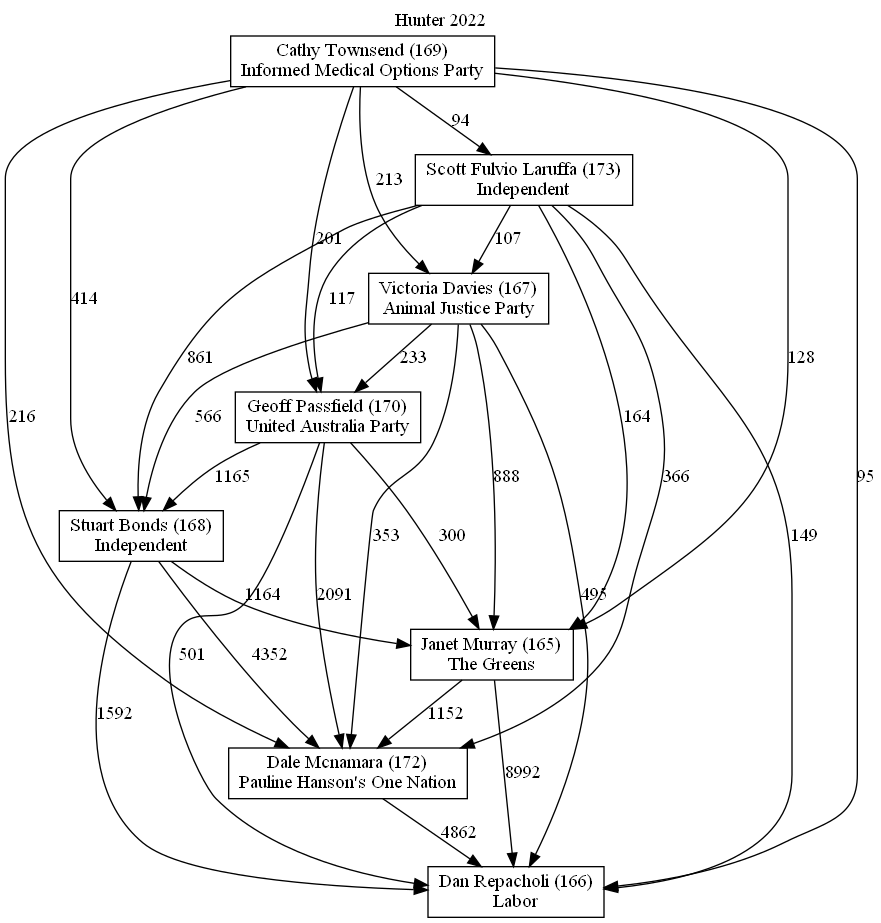 Hunter 2022
Cathy Townsend (169)
Informed Medical Options Party
94
Scott Fulvio Laruffa (173)
Independent
213
201
107
Victoria Davies (167)
Animal Justice Party
414
117
861
233
128
Geoff Passfield (170)
United Australia Party
216
566
164
1165
888
366
95
Stuart Bonds (168)
Independent
353
300
149
1164
2091
495
Janet Murray (165)
The Greens
501
4352
1592
1152
Dale Mcnamara (172)
Pauline Hanson's One Nation
8992
4862
Dan Repacholi (166)
Labor